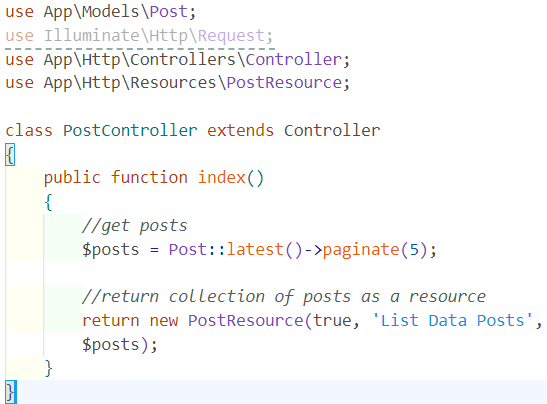 use App\Models\Post;
use Illuminate\Http\Request;
use App\Http\Controllers\Controller;
use App\Http\Resources\PostResource;

class PostController extends Controller
{
    public function index()
    {
        //get posts
        $posts = Post::latest()->paginate(5);

        //return collection of posts as a resource
        return new PostResource(true, 'List Data Posts',
        $posts);
    }
}